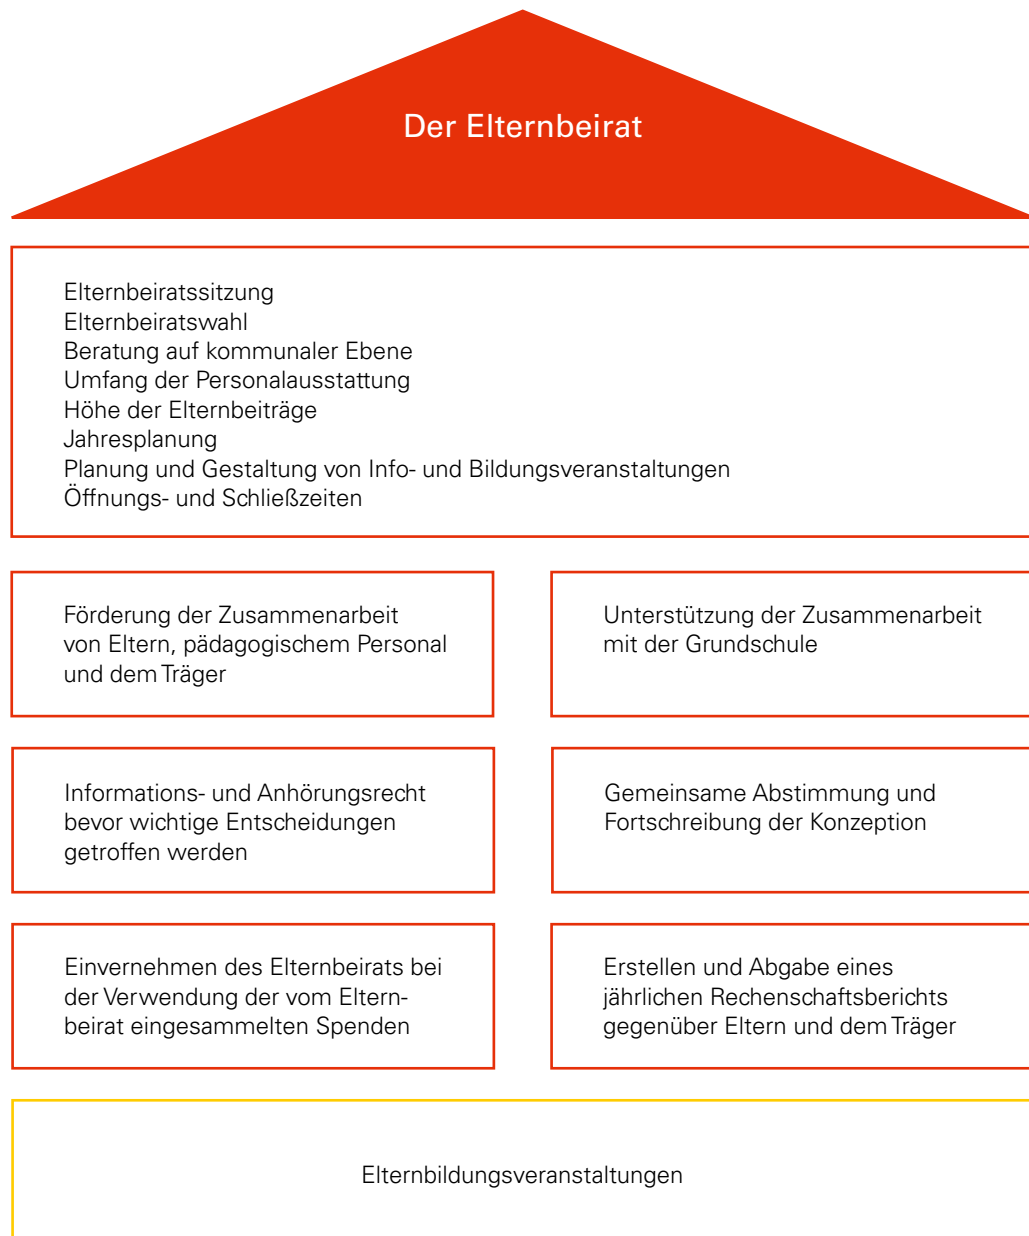 Der Elternbeirat
Elternbeiratssitzung
Elternbeiratswahl
Beratung auf kommunaler Ebene
Umfang der Personalausstattung
Höhe der Elternbeiträge
Jahresplanung
Planung und Gestaltung von Info- und Bildungsveranstaltungen
Öffnungs- und Schließzeiten
Förderung der Zusammenarbeit
von Eltern, pädagogischem Personal
und dem Träger
Unterstützung der Zusammenarbeit
mit der Grundschule
Informations- und Anhörungsrecht
bevor wichtige Entscheidungen
getroffen werden
Gemeinsame Abstimmung und
Fortschreibung der Konzeption
Einvernehmen des Elternbeirats bei
der Verwendung der vom Eltern-
beirat eingesammelten Spenden
Erstellen und Abgabe eines
jährlichen Rechenschaftsberichts
gegenüber Eltern und dem Träger
Elternbildungsveranstaltungen